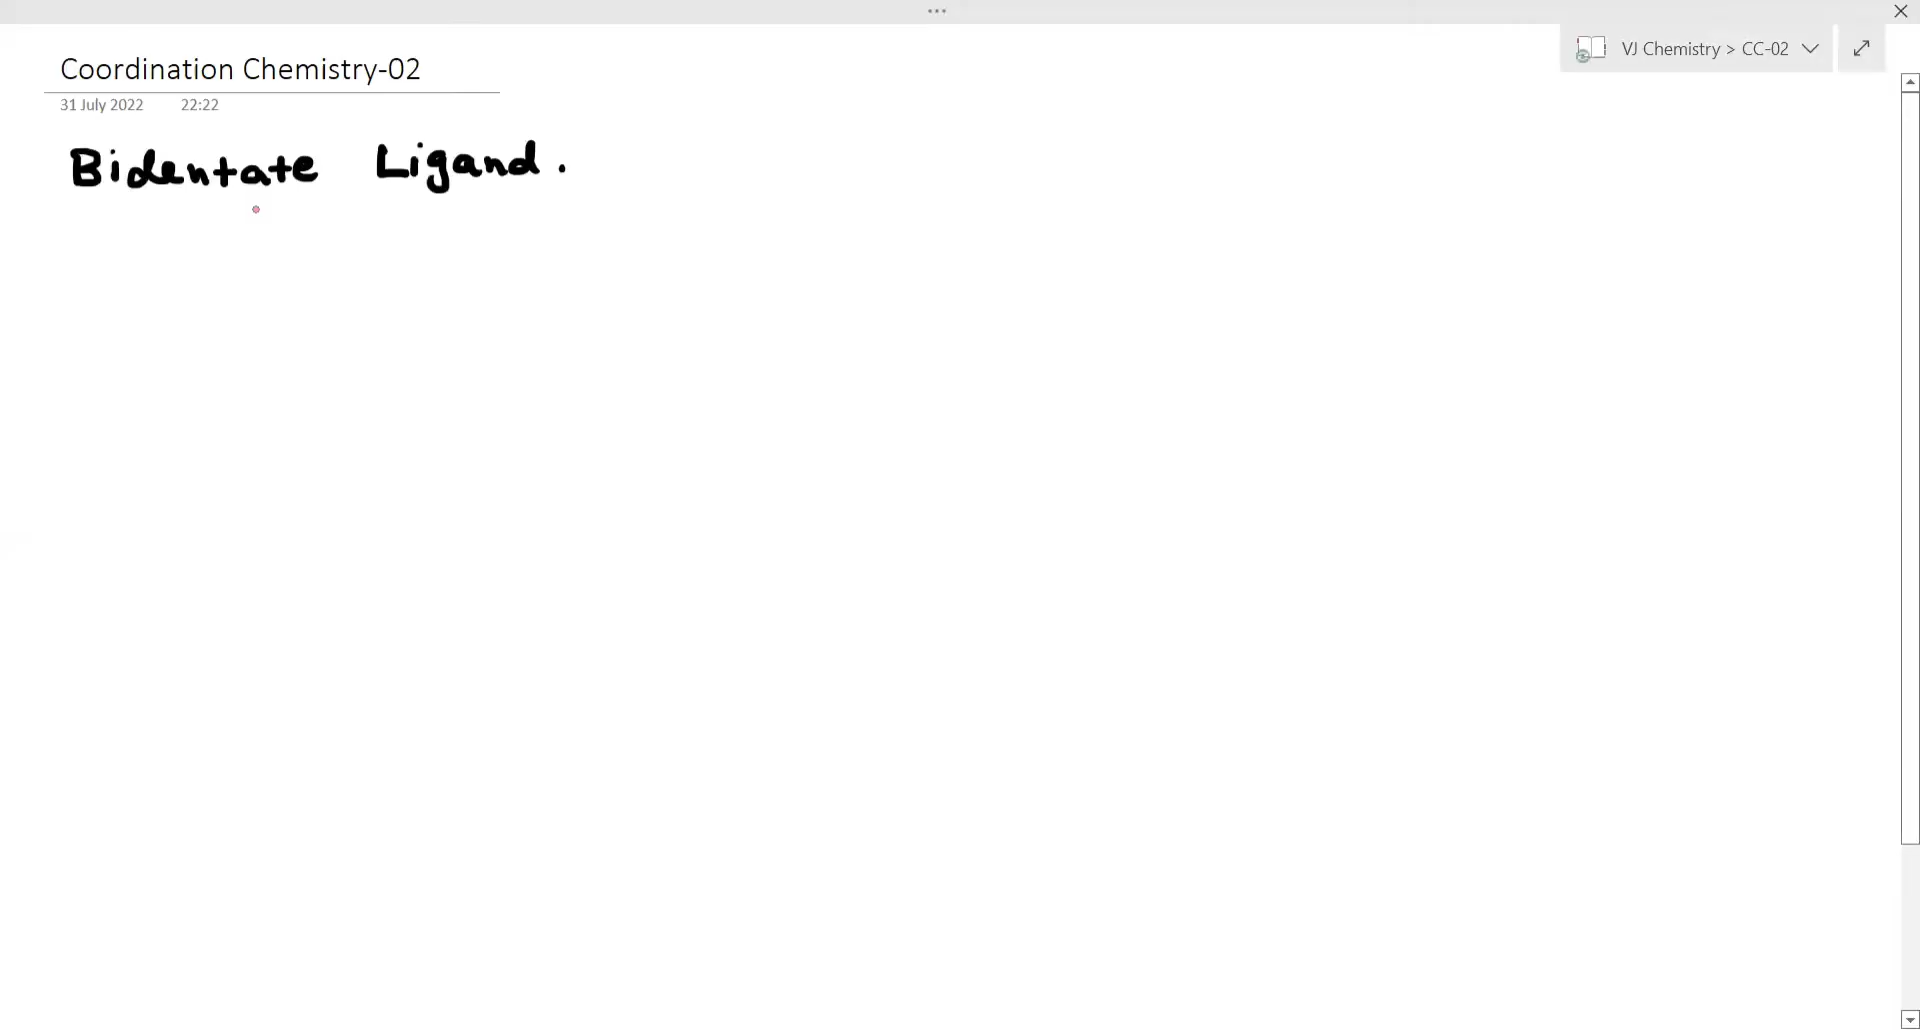 VJ Chemistry > CC-02
Coordination Chemistry-02
31 July 2022 22:22
Bidentate Ligand.